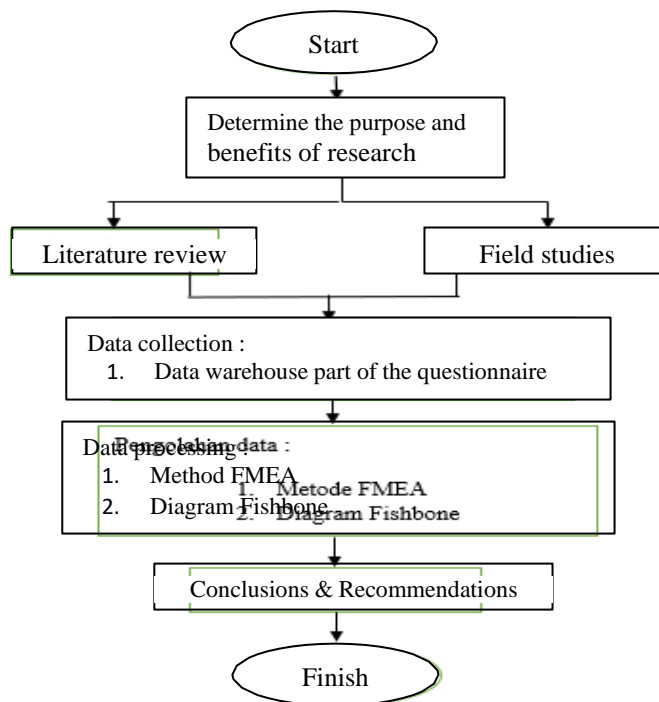 Start
Determine the purpose and
benefits of research
Literature review
Field studies
Data collection :
1. Data warehouse part of the questionnaire
Data processing :
Pengolahan data :
1. Method FMEA
1. Metode FMEA
2. Diagram Fishbone
2. Diagram Fishbone
Conclusions & Recommendations
Finish